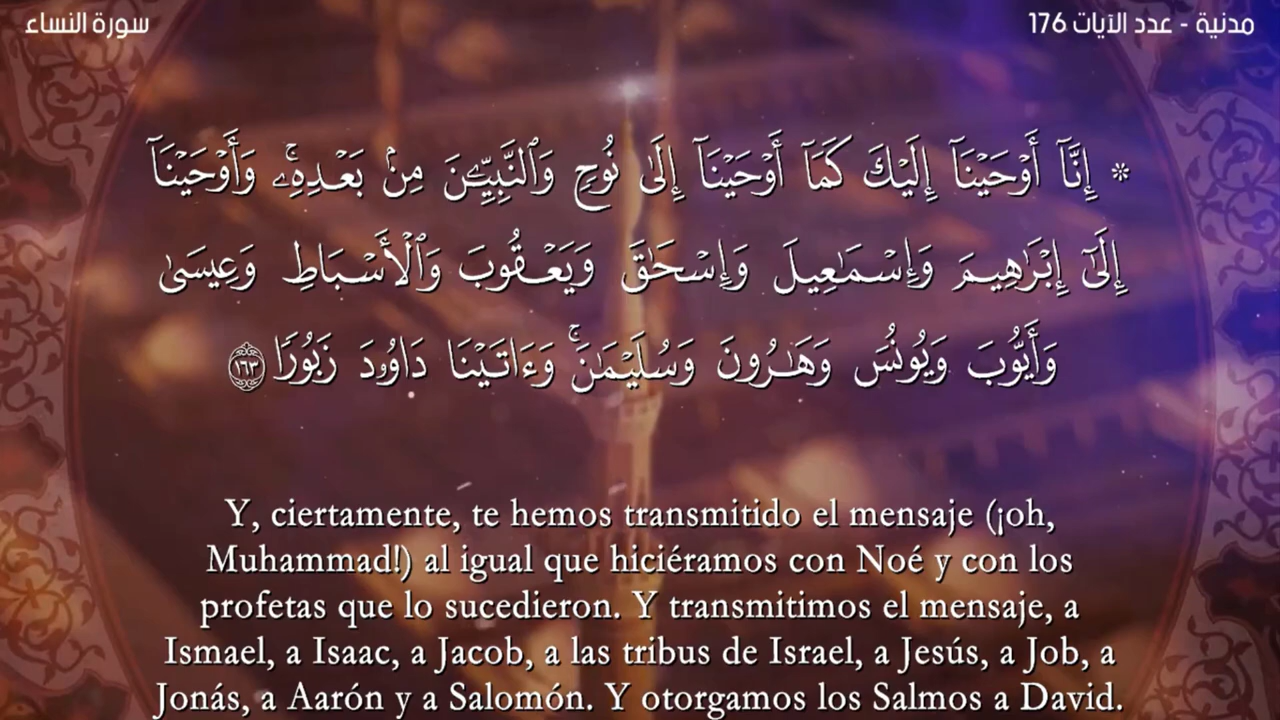 مدنية - عدد الآيات 176
سورة النساء
* إِنَّآ أَوْحَيْنَآ إِلَيْكَ كَمَآ أَوْحَيْنَآ إِلَىٰ نُوحٍ وَٱلنَّبِيِّـۧنَ مِنۢ بَعْدِهِۦۚ وَأَوْحَيْنَآ
إِلَىٰٓ إِبْرَٰهِيمَ وَإِسْمَٰعِيلَ وَإِسْحَٰقَ وَيَعْقُوبَ وَٱلْأَسْبَاطِ وَعِيسَىٰ
وَأَيُّوبَ وَيُونُسَ وَهَٰرُونَ وَسُلَيْمَٰنَۚ وَءَاتَيْنَا دَاوُۥدَ زَبُورًا ١٦٣
Y, ciertamente, te hemos transmitido el mensaje (¡oh,
Muhammad!) al igual que hiciéramos con Noé y con los
profetas que lo sucedieron. Y transmitimos el mensaje, a
Ismael, a Isaac, a Jacob, a las tribus de Israel, a Jesús, a Job, a
Jonás, a Aarón y a Salomón. Y otorgamos los Salmos a David.